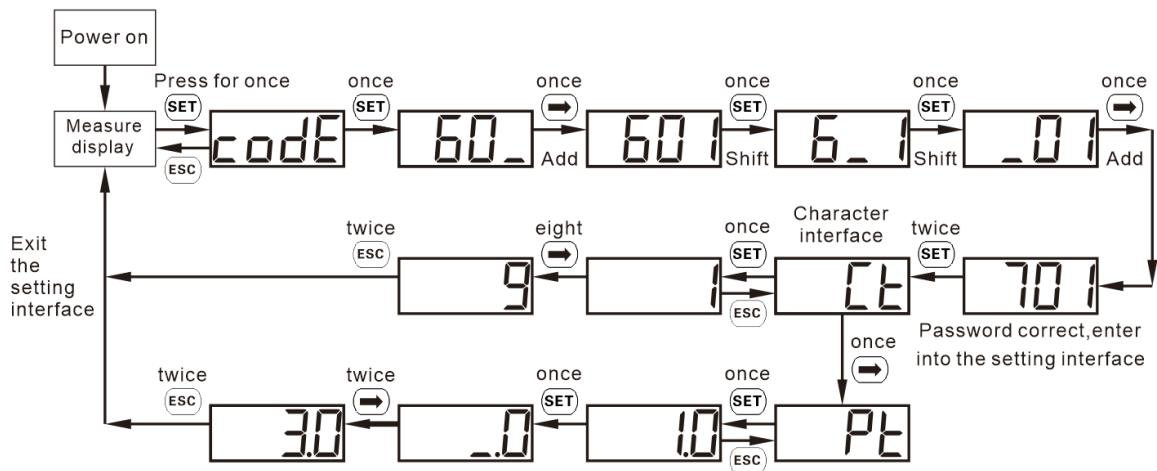 Power on
Press for once
once
once
once
once
once
SET
SET
➡
SET
SET
➡
Measure
display
codE
60_
601
6_1
_01
ESC
Add
Shift
Shift
Add
Exit
the
setting
interface
twice
eight
once
Character
interface
twice
ESC
➡
SET
SET
9
1
Ct
701
ESC
Password correct,enter
into the setting interface
once
➡
twice
twice
once
once
ESC
➡
SET
SET
3.0
_.0
1.0
Pt
ESC